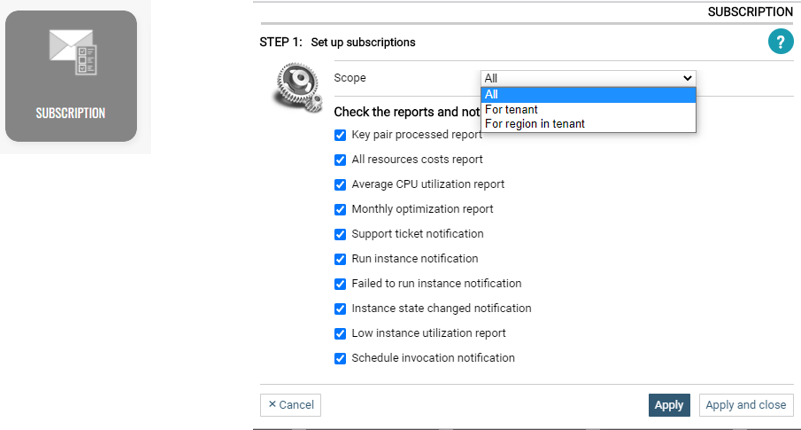 SUBSCRIPTION
SUBSCRIPTION
STEP 1: Set up subscriptions
?
Scope
All
All
For tenant
For region in tenant
Check the reports and not
Key pair processed report
All resources costs report
Average CPU utilization report
Monthly optimization report
Support ticket notification
Run instance notification
Failed to run instance notification
Instance state changed notification
Low instance utilization report
Schedule invocation notification
× Cancel
Apply
Apply and close